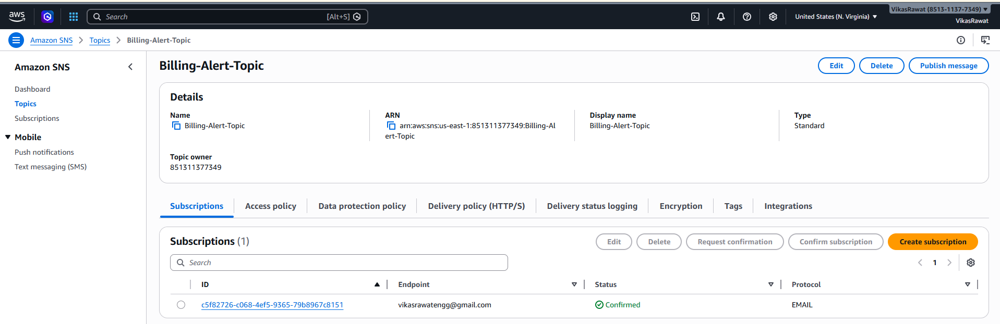 aws
Search
[Alt+S]
United States (N. Virginia)
VikasRawat (8513-1137-7349)
VikasRawat
Amazon SNS
Topics
Billing-Alert-Topic
Amazon SNS
Dashboard
Topics
Subscriptions
Mobile
Push notifications
Text messaging (SMS)
Billing-Alert-Topic
Edit
Delete
Publish message
Details
Name
Billing-Alert-Topic
ARN
arn:aws:sns:us-east-1:851311377349:Billing-Al
ert-Topic
Display name
Billing-Alert-Topic
Type
Standard
Topic owner
851311377349
Subscriptions
Access policy
Data protection policy
Delivery policy (HTTP/S)
Delivery status logging
Encryption
Tags
Integrations
Subscriptions (1)
Edit
Delete
Request confirmation
Confirm subscription
Create subscription
Search
1
ID
Endpoint
Status
Protocol
c5f82726-c068-4ef5-9365-79b8967c8151
vikasrawatengg@gmail.com
Confirmed
EMAIL